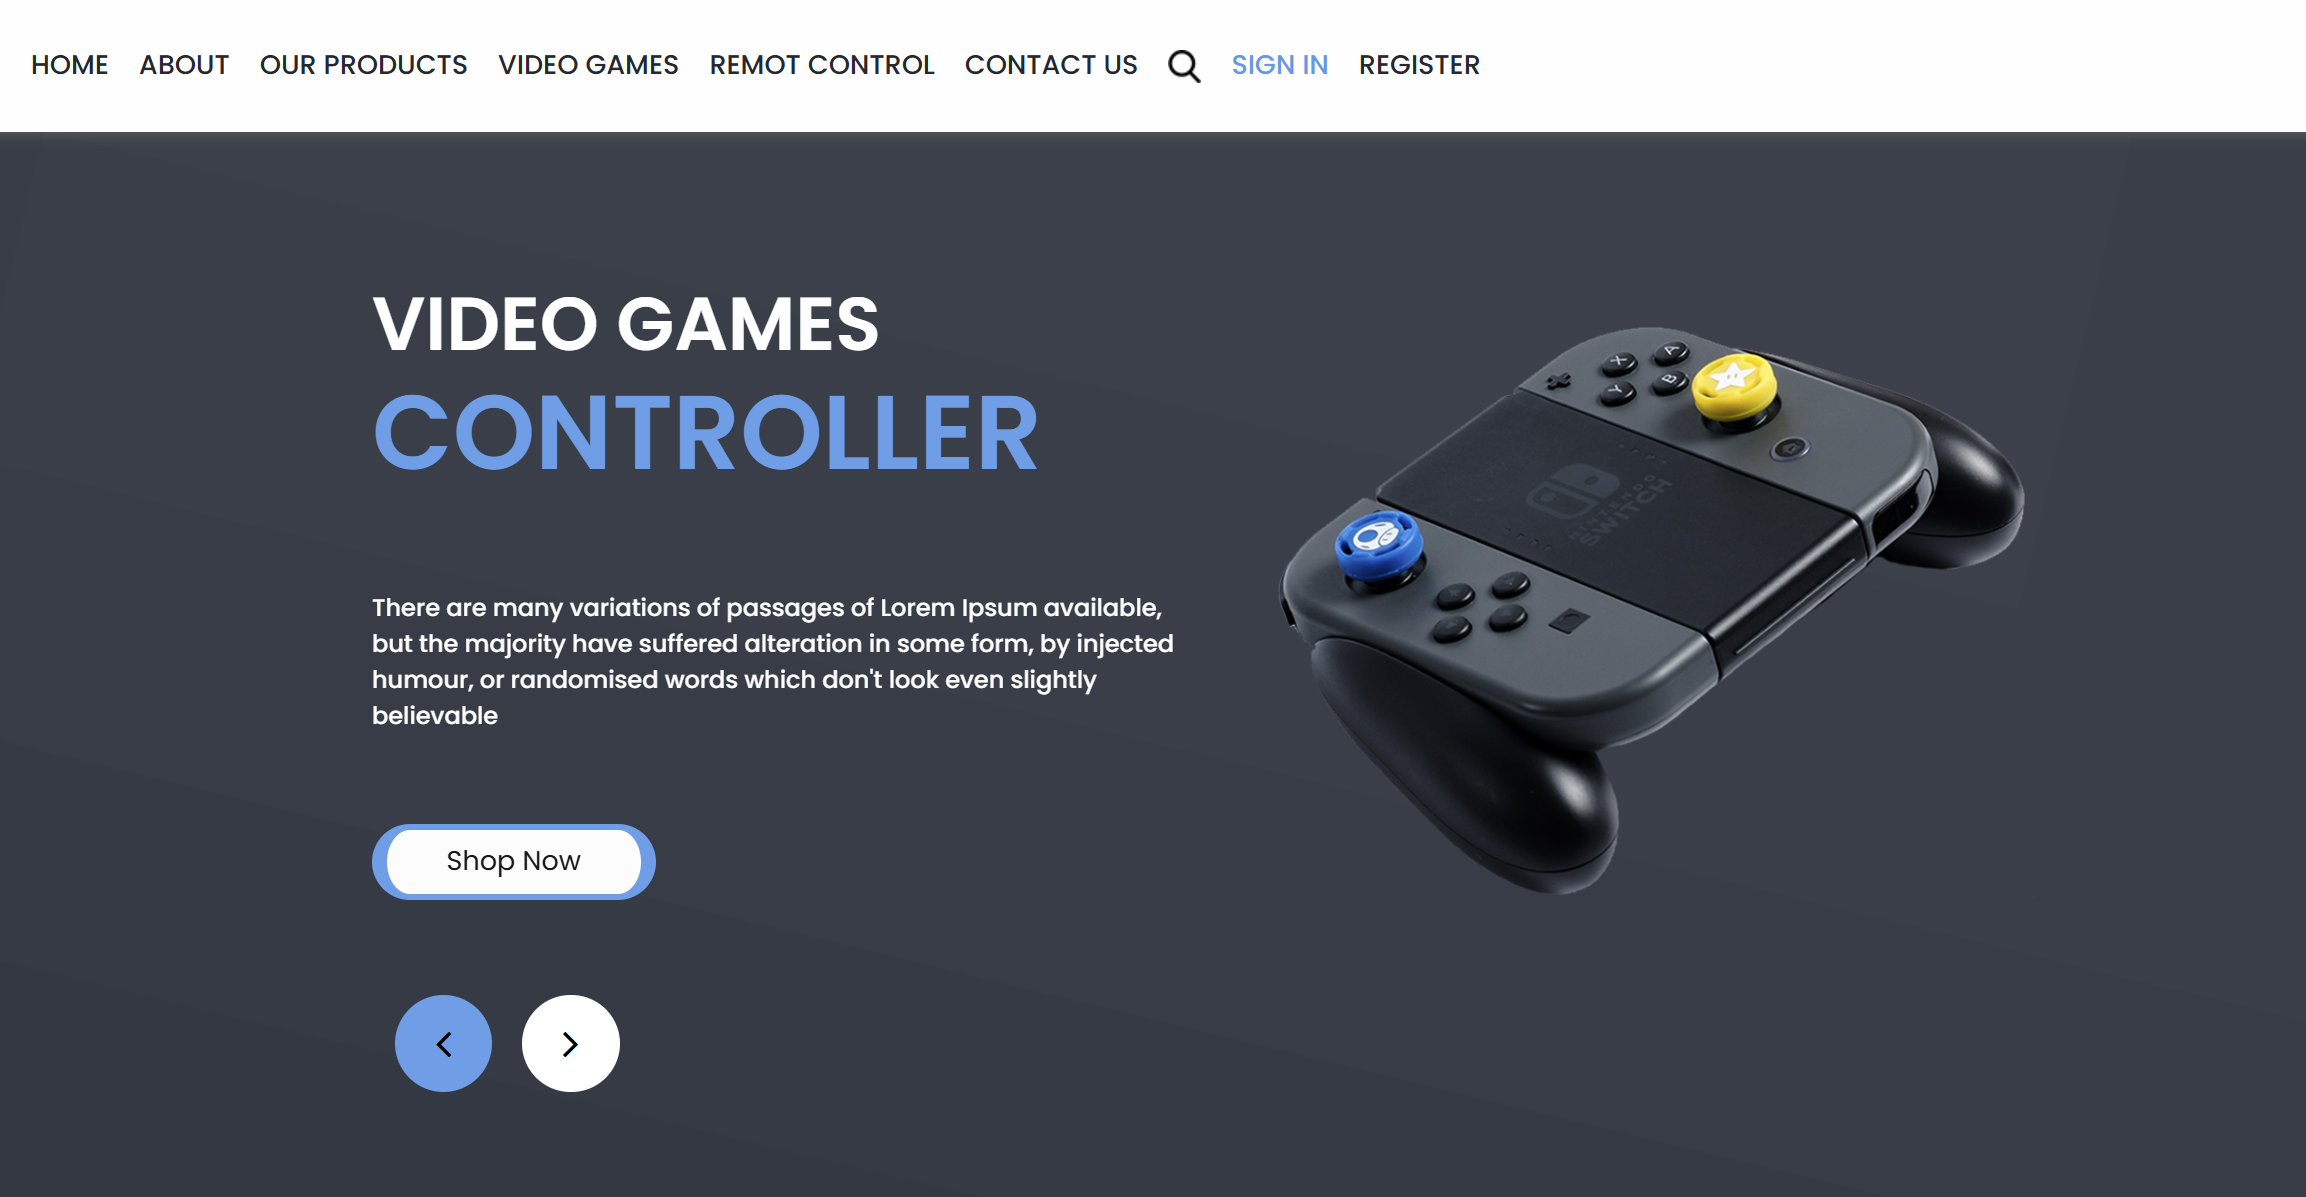 HOME ABOUT OUR PRODUCTS VIDEO GAMES REMOT CONTROL CONTACT US SIGN IN REGISTER
VIDEO GAMES
CONTROLLER
There are many variations of passages of Lorem Ipsum available,
but the majority have suffered alteration in some form, by injected
humour, or randomised words which don't look even slightly
believable
Shop Now
X
A
Y
B
NINTENDO
SWITCH